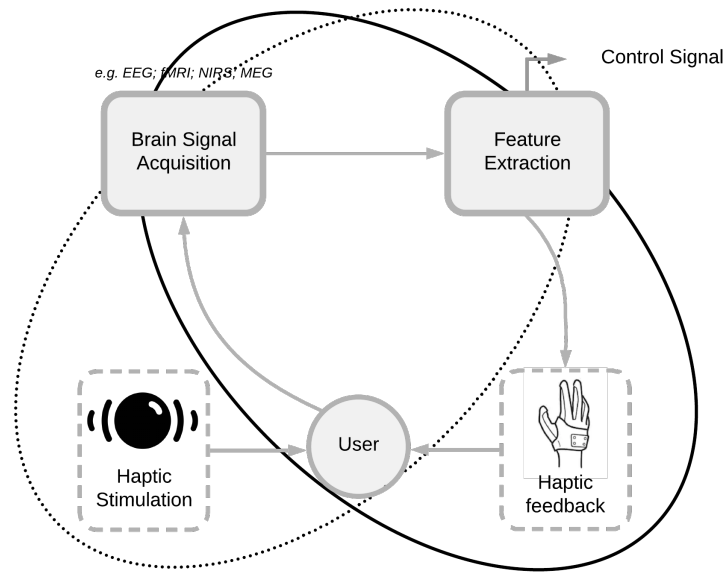 Control Signal
e.g. EEG; fMRI; NIRS; MEG
Brain Signal
Acquisition
Feature
Extraction
User
Haptic
Stimulation
Haptic
feedback